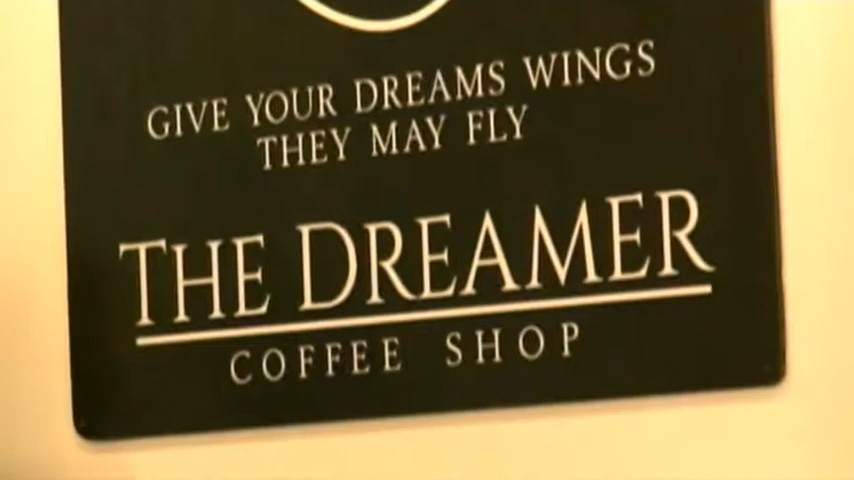 GIVE YOUR DREAMS WINGS
THEY MAY FLY
THE DREAMER
COFFEE SHOP